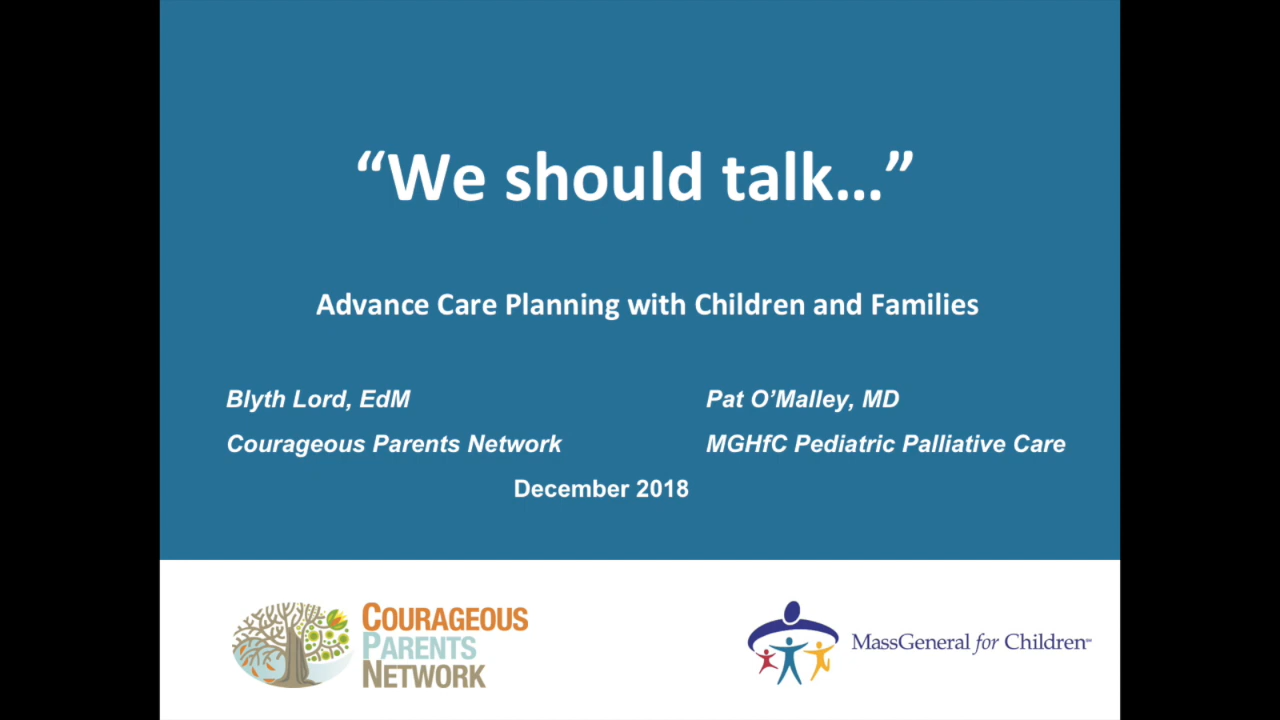 “We should talk…”
Advance Care Planning with Children and Families
Blyth Lord, EdM
Pat O’Malley, MD
Courageous Parents Network
MGHfC Pediatric Palliative Care
December 2018
COURAGEOUS
PARENTS
NETWORK
MassGeneral for Children℠